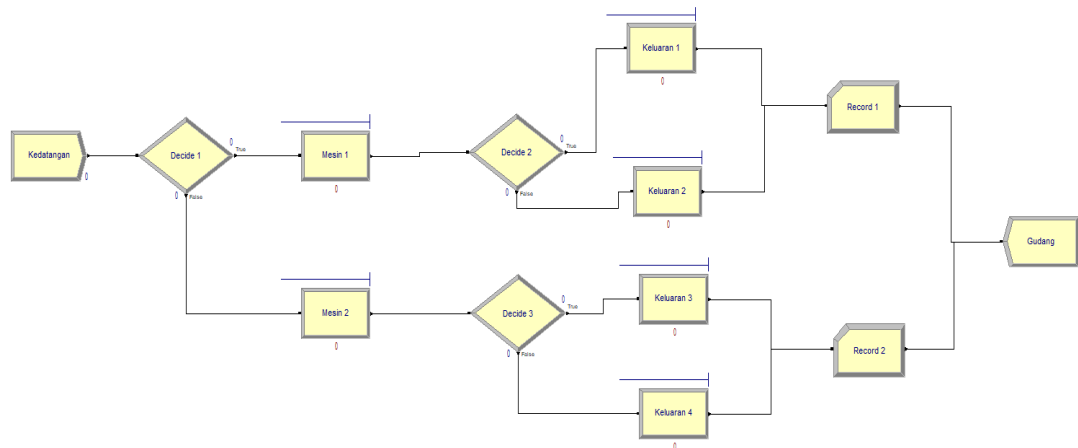 Kedatangan
0
Decide 1
0
True
0
False
Mesin 1
0
Decide 2
0
True
0
False
Keluaran 1
0
Keluaran 2
0
Record 1
Mesin 2
0
Decide 3
0
True
0
False
Keluaran 3
0
Keluaran 4
0
Record 2
Gudang